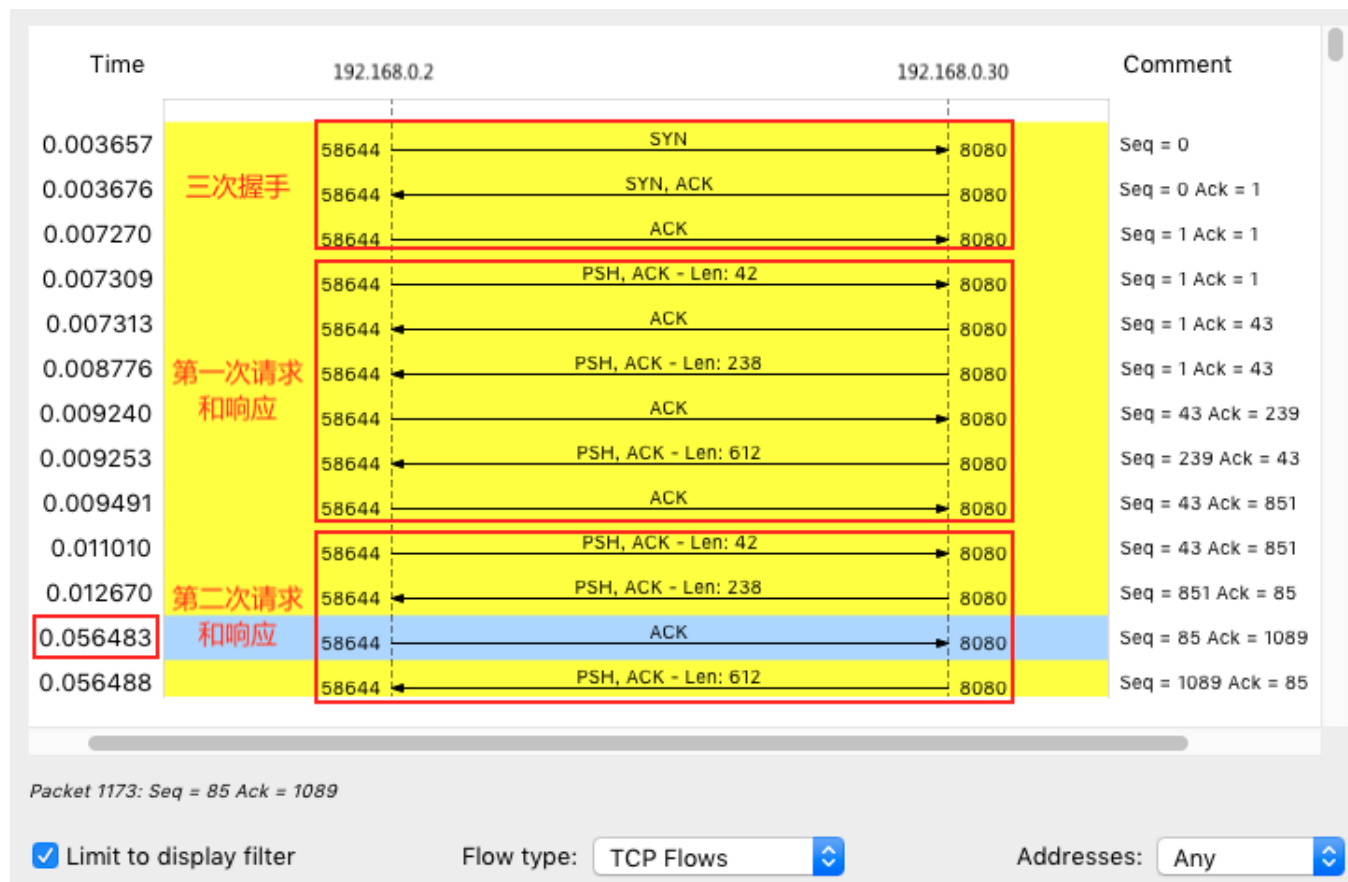 Time 192.168.0.2 192.168.0.30 Comment
0.003657 58644 SYN 8080 Seq = 0
0.003676 三次握手 58644 SYN, ACK 8080 Seq = 0 Ack = 1
0.007270 58644 ACK 8080 Seq = 1 Ack = 1
0.007309 58644 PSH, ACK - Len: 42 8080 Seq = 1 Ack = 1
0.007313 58644 ACK 8080 Seq = 1 Ack = 43
0.008776 第一次请求 58644 PSH, ACK - Len: 238 8080 Seq = 1 Ack = 43
0.009240 和响应 58644 ACK 8080 Seq = 43 Ack = 239
0.009253 58644 PSH, ACK - Len: 612 8080 Seq = 239 Ack = 43
0.009491 58644 ACK 8080 Seq = 43 Ack = 851
0.011010 58644 PSH, ACK - Len: 42 8080 Seq = 43 Ack = 851
0.012670 第二次请求 58644 PSH, ACK - Len: 238 8080 Seq = 851 Ack = 85
0.056483 和响应 58644 ACK 8080 Seq = 85 Ack = 1089
0.056488 58644 PSH, ACK - Len: 612 8080 Seq = 1089 Ack = 85
Packet 1173: Seq = 85 Ack = 1089
Limit to display filter Flow type: TCP Flows Addresses: Any